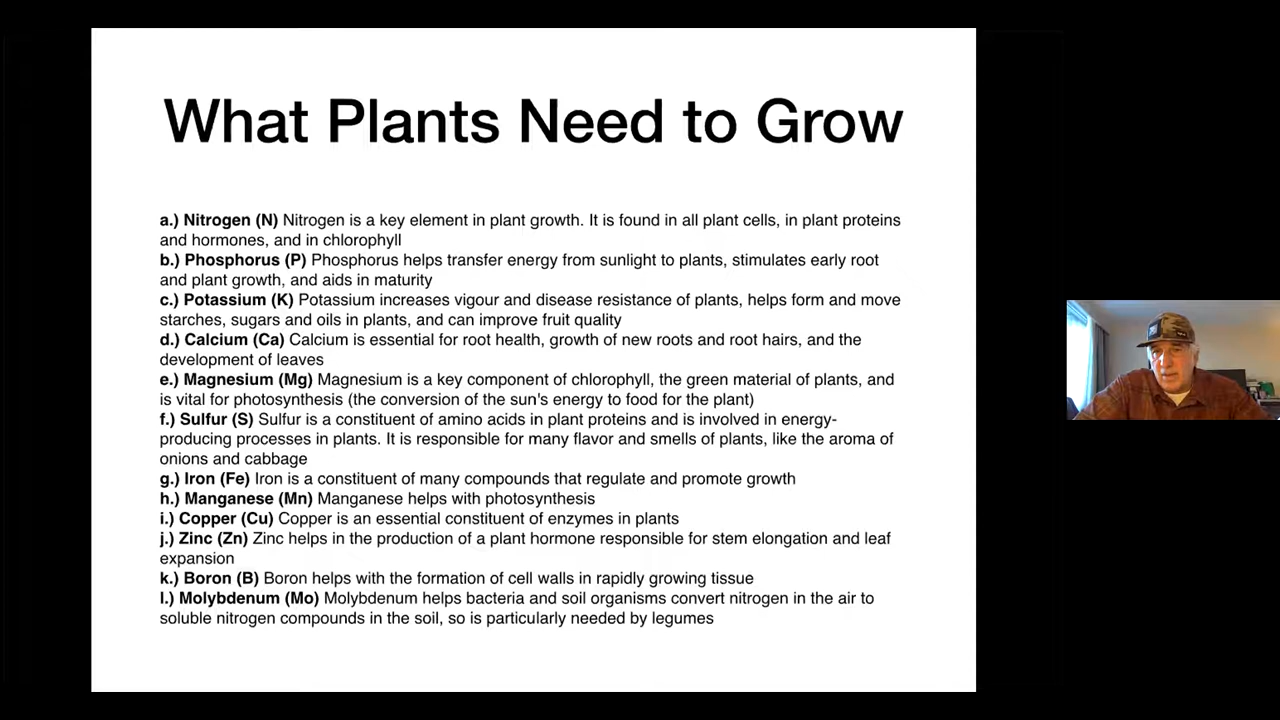 What Plants Need to Grow
a.) Nitrogen (N) Nitrogen is a key element in plant growth. It is found in all plant cells, in plant proteins
and hormones, and in chlorophyll
b.) Phosphorus (P) Phosphorus helps transfer energy from sunlight to plants, stimulates early root
and plant growth, and aids in maturity
c.) Potassium (K) Potassium increases vigour and disease resistance of plants, helps form and move
starches, sugars and oils in plants, and can improve fruit quality
d.) Calcium (Ca) Calcium is essential for root health, growth of new roots and root hairs, and the
development of leaves
e.) Magnesium (Mg) Magnesium is a key component of chlorophyll, the green material of plants, and
is vital for photosynthesis (the conversion of the sun's energy to food for the plant)
f.) Sulfur (S) Sulfur is a constituent of amino acids in plant proteins and is involved in energy-
producing processes in plants. It is responsible for many flavor and smells of plants, like the aroma of
onions and cabbage
g.) Iron (Fe) Iron is a constituent of many compounds that regulate and promote growth
h.) Manganese (Mn) Manganese helps with photosynthesis
i.) Copper (Cu) Copper is an essential constituent of enzymes in plants
j.) Zinc (Zn) Zinc helps in the production of a plant hormone responsible for stem elongation and leaf
expansion
k.) Boron (B) Boron helps with the formation of cell walls in rapidly growing tissue
l.) Molybdenum (Mo) Molybdenum helps bacteria and soil organisms convert nitrogen in the air to
soluble nitrogen compounds in the soil, so is particularly needed by legumes